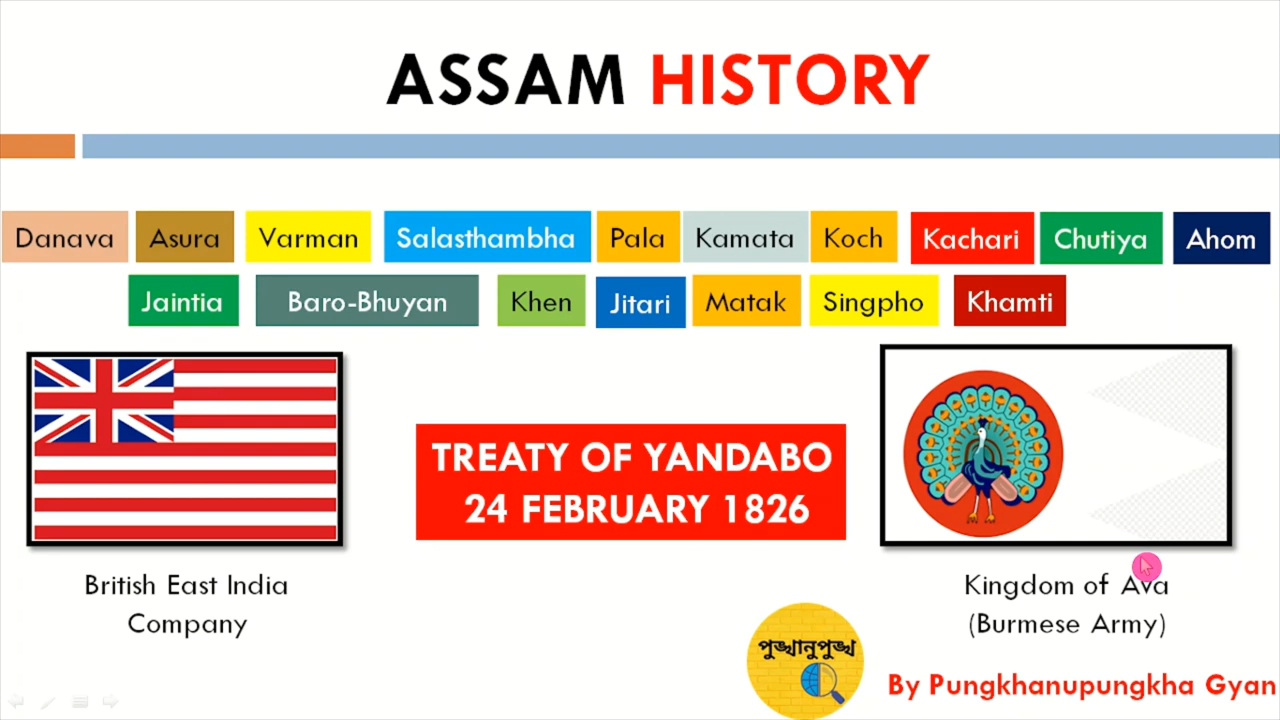 ASSAM HISTORY
Danava Asura Varman Salasthambha Pala Kamata Koch Kachari Chutiya Ahom
Jaintia Baro-Bhuyan Khen Jitari Matak Singpho Khamti
TREATY OF YANDABO
24 FEBRUARY 1826
British East India
Company
Kingdom of Ava
(Burmese Army)
পুঙ্খানুপুঙ্খ
By Pungkhanupungkha Gyan